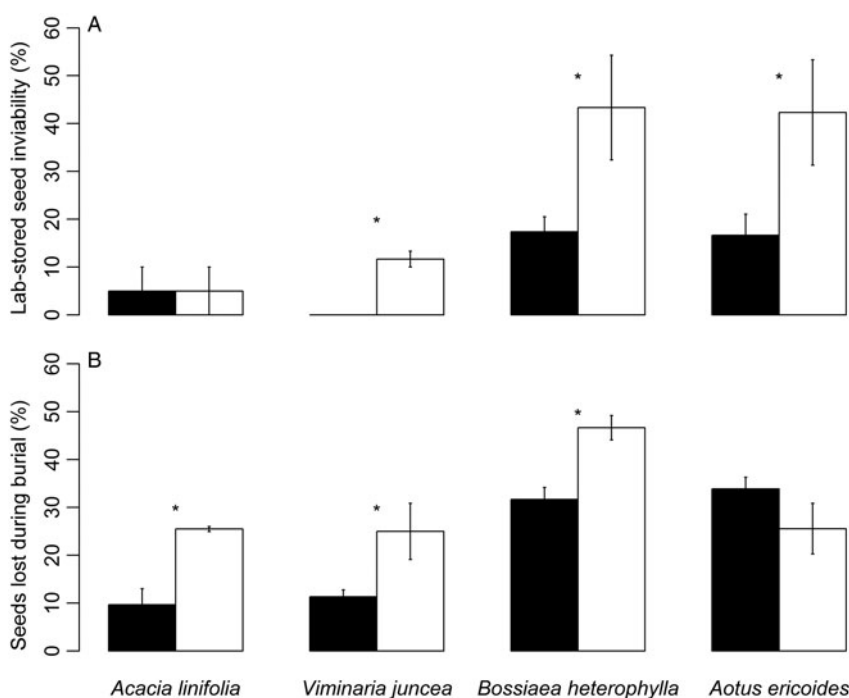 A
Lab-stored seed inviability (%)
60
50
40
30
20
10
0
*
*
*
B
Seeds lost during burial (%)
60
50
40
30
20
10
0
*
*
*
Acacia linifolia
Viminaria juncea
Bossiaea heterophylla
Aotus ericoides